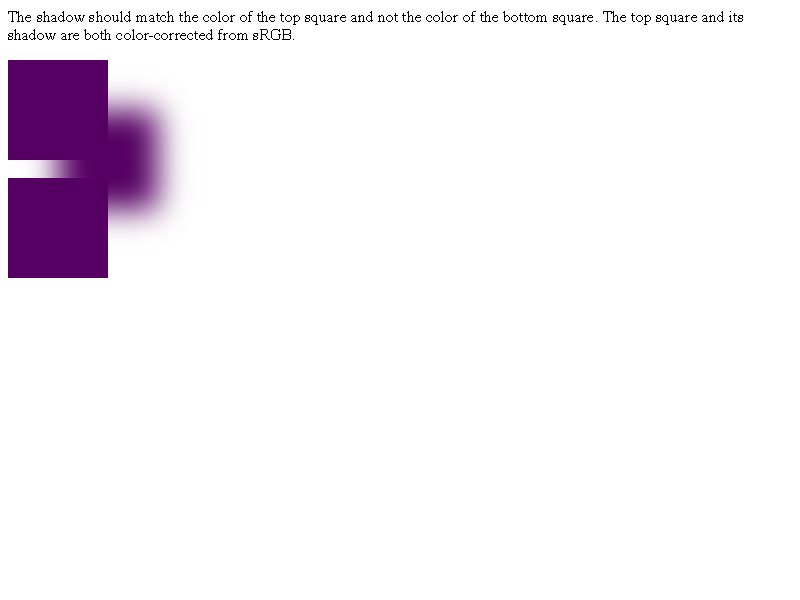 The shadow should match the color of the top square and not the color of the bottom square. The top square and its
shadow are both color-corrected from sRGB.